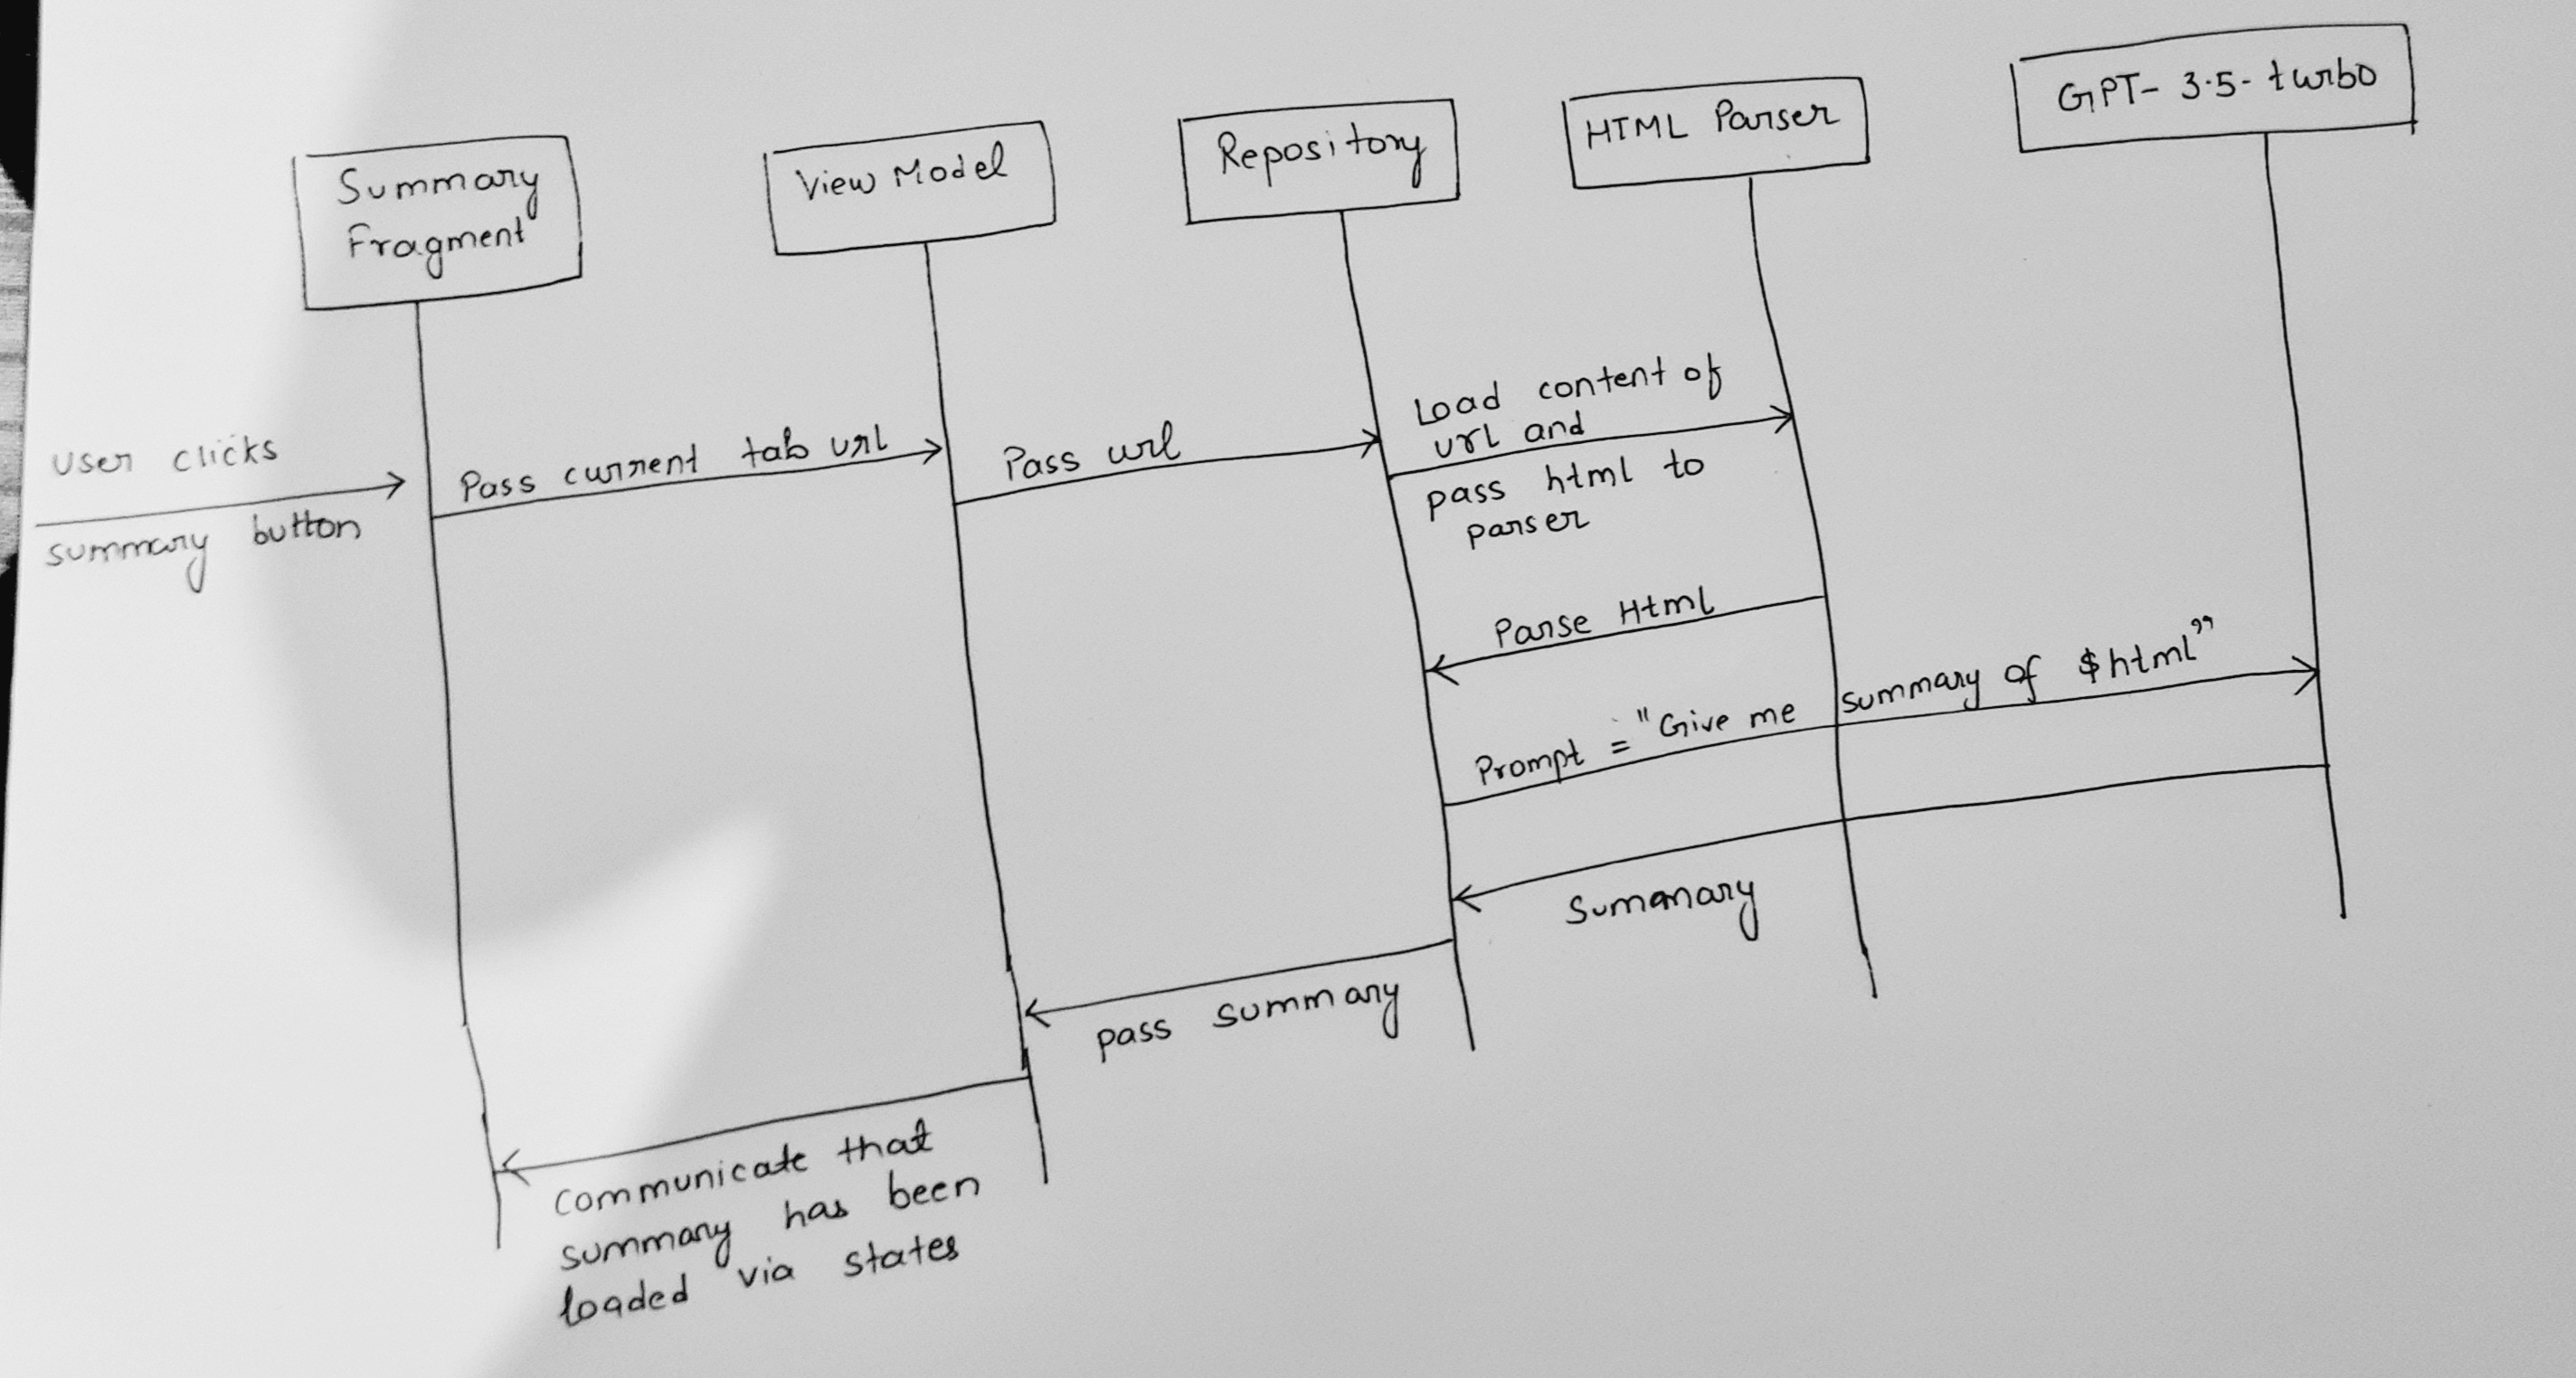 Summary
Fragment
View Model
Repository
HTML Parser
GPT-3.5-turbo
User clicks
summary button
Pass current tab url
Pass url
Load content of
url and
pass html to
parser
Parse Html
Prompt = "Give me summary of $html"
Summary
pass summary
Communicate that
summary has been
loaded via states